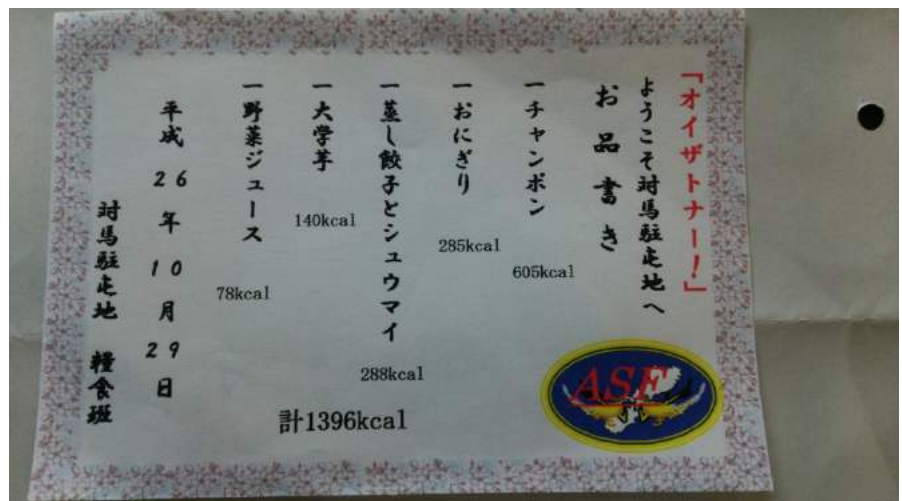 「オイザトナー！」
ようこそ対馬駐屯地へ
お品書き
一チャンポン
605kcal
一おにぎり
285kcal
一蒸し餃子とシュウマイ
288kcal
一大学芋
140kcal
一野菜ジュース
78kcal
計1396kcal
平成26年10月29日
対馬駐屯地 糧食班
ASF